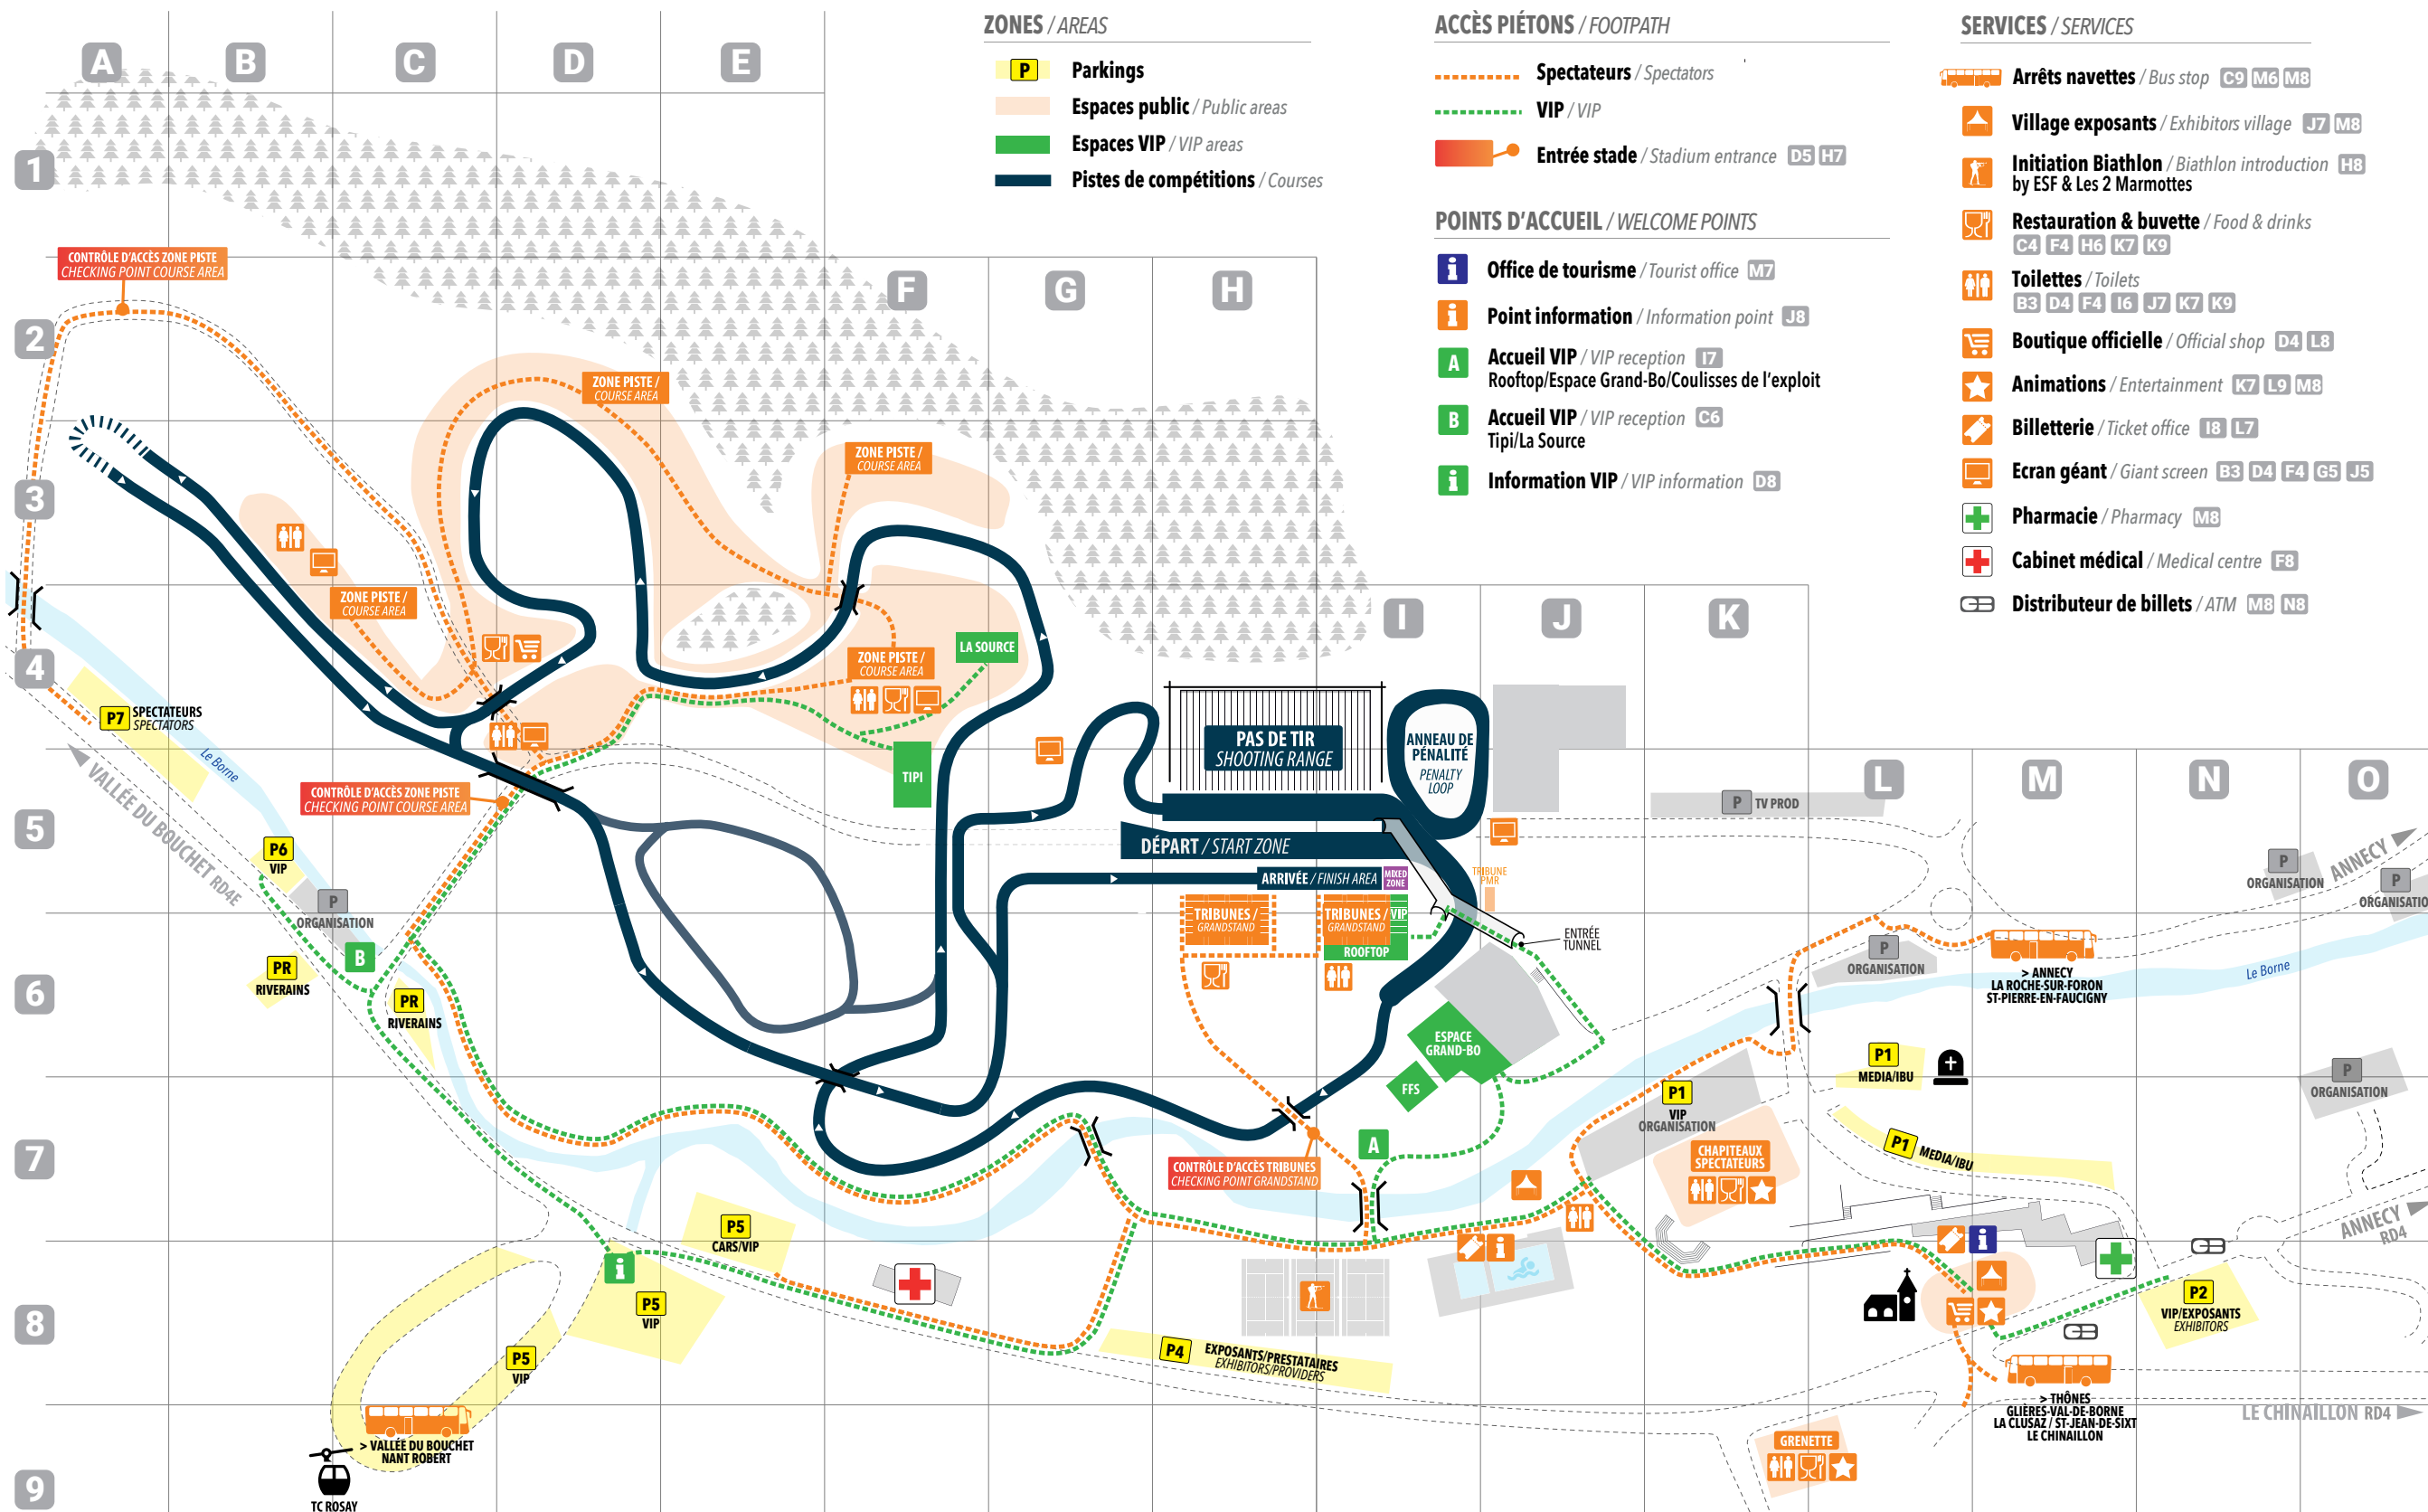 ZONES / AREAS
P Parkings
Espaces public / Public areas
Espaces VIP / VIP areas
Pistes de compétitions / Courses
ACCÈS PIÉTONS / FOOTPATH
Spectateurs / Spectators
VIP / VIP
Entrée stade / Stadium entrance D5 H7
POINTS D'ACCUEIL / WELCOME POINTS
i Office de tourisme / Tourist office M7
i Point information / Information point J8
A Accueil VIP / VIP reception I7
Rooftop/Espace Grand-Bo/Coulisses de l'exploit
B Accueil VIP / VIP reception C6
Tipi/La Source
i Information VIP / VIP information D8
SERVICES / SERVICES
Arrêts navettes / Bus stop C9 M6 M8
Village exposants / Exhibitors village J7 M8
Initiation Biathlon / Biathlon introduction H8
by ESF & Les 2 Marmottes
Restauration & buvette / Food & drinks
C4 F4 H6 K7 K9
Toilettes / Toilets
B3 D4 F4 I6 J7 K7 K9
Boutique officielle / Official shop D4 L8
Animations / Entertainment K7 L9 M8
Billetterie / Ticket office I8 L7
Ecran géant / Giant screen B3 D4 F4 G5 J5
Pharmacie / Pharmacy M8
Cabinet médical / Medical centre F8
Distributeur de billets / ATM M8 N8
A B C D E
1
CONTRÔLE D'ACCÈS ZONE PISTE
CHECKING POINT COURSE AREA
F G H
2
ZONE PISTE /
COURSE AREA
ZONE PISTE /
COURSE AREA
3
ZONE PISTE /
COURSE AREA
I J K
4
LA SOURCE
ZONE PISTE /
COURSE AREA
P7 SPECTATEURS
SPECTATORS
Le Borne
VALLÉE DU BOUCHET RD4E
PAS DE TIR
SHOOTING RANGE
ANNEAU DE
PÉNALITÉ
PENALTY
LOOP
TIPI
L M N O
5
CONTRÔLE D'ACCÈS ZONE PISTE
CHECKING POINT COURSE AREA
P TV PROD
DÉPART / START ZONE
P6
VIP
P
ORGANISATION
ARRIVÉE / FINISH AREA
MIXED
ZONE
TRIBUNE
PMR
P
ORGANISATION
ANNECY
P
ORGANISATIO
TRIBUNES /
GRANDSTAND
TRIBUNES /
GRANDSTAND
VIP
ROOFTOP
ENTRÉE
TUNNEL
6
B
PR
RIVERAINS
PR
RIVERAINS
P
ORGANISATION
> ANNECY
LA ROCHE-SUR-FORON
ST-PIERRE-EN-FAUCIGNY
Le Borne
ESPACE
GRAND-BO
FFS
P1
MEDIA/IBU
P
ORGANISATION
P1
VIP
ORGANISATION
7
A
CONTRÔLE D'ACCÈS TRIBUNES
CHECKING POINT GRANDSTAND
CHAPITEAUX
SPECTATEURS
P1 MEDIA/IBU
P5
CARS/VIP
ANNECY
RD4
8
i
P5
VIP
i
i
P2
VIP/EXPOSANTS
EXHIBITORS
P5
VIP
P4 EXPOSANTS/PRESTATAIRES
EXHIBITORS/PROVIDERS
> THÔNES
GLIÈRES-VAL-DE-BORNE
LA CLUSAZ / ST-JEAN-DE-SIXT
LE CHINAILLON
LE CHINAILLON RD4
9
> VALLÉE DU BOUCHET
NANT ROBERT
TC ROSAY
GRENETTE